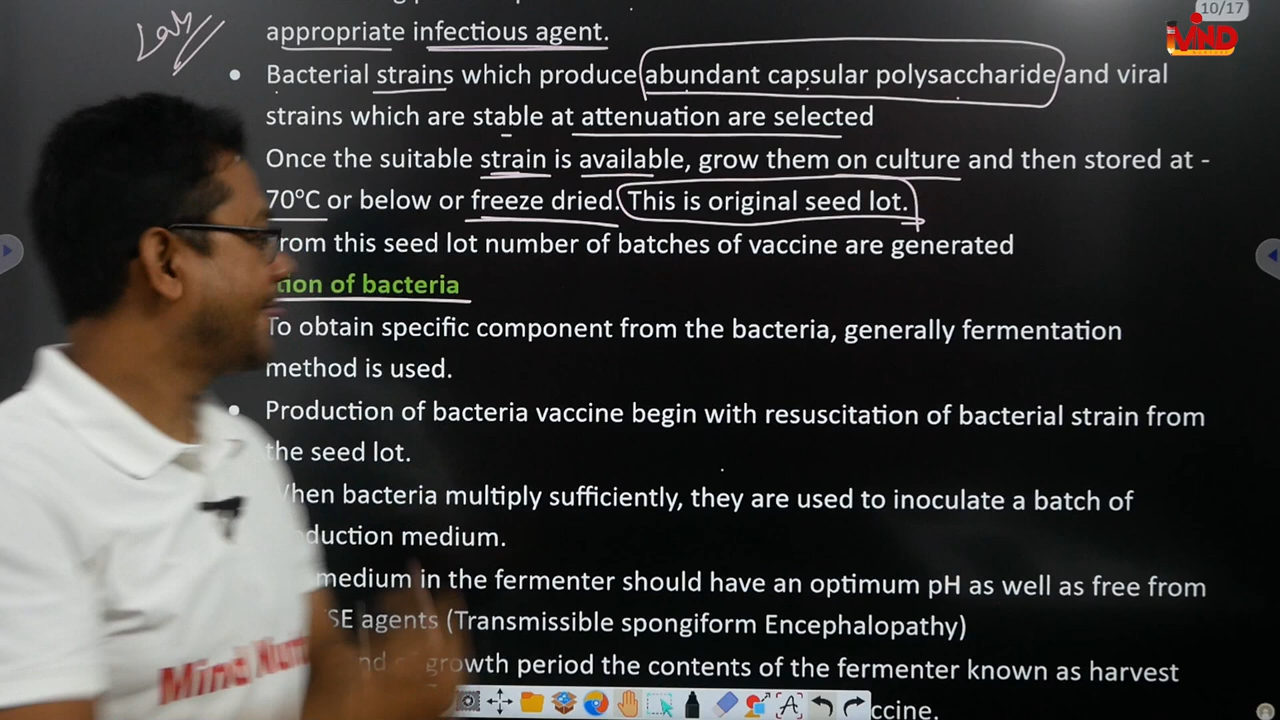 10/17
MIND
appropriate infectious agent.
Lab
Bacterial strains which produce abundant capsular polysaccharide and viral
strains which are stable at attenuation are selected
Once the suitable strain is available, grow them on culture and then stored at -
70°C or below or freeze dried. This is original seed lot.
from this seed lot number of batches of vaccine are generated
tion of bacteria
To obtain specific component from the bacteria, generally fermentation
method is used.
Production of bacteria vaccine begin with resuscitation of bacterial strain from
the seed lot.
When bacteria multiply sufficiently, they are used to inoculate a batch of
duction medium.
medium in the fermenter should have an optimum pH as well as free from
SE agents (Transmissible spongiform Encephalopathy)
growth period the contents of the fermenter known as harvest
ccine.
Mind Nur